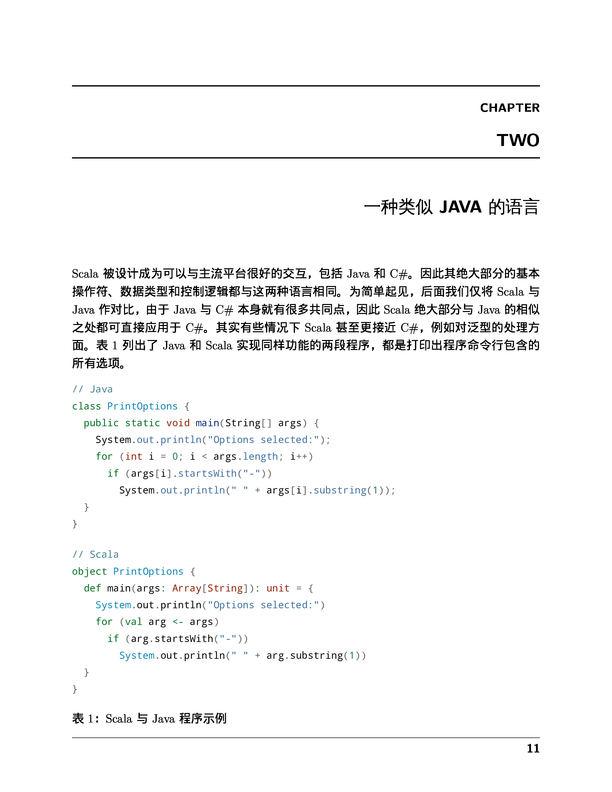 CHAPTER
TWO
一种类似 JAVA 的语言
Scala 被设计成为可以与主流平台很好的交互，包括 Java 和 C#。因此其绝大部分的基本
操作符、数据类型和控制逻辑都与这两种语言相同。为简单起见，后面我们仅将 Scala 与
Java 作对比，由于 Java 与 C# 本身就有很多共同点，因此 Scala 绝大部分与 Java 的相似
之处都可直接应用于 C#。其实有些情况下 Scala 甚至更接近 C#，例如对泛型的处理方
面。表 1 列出了 Java 和 Scala 实现同样功能的两段程序，都是打印出程序命令行包含的
所有选项。
// Java
class PrintOptions {
  public static void main(String[] args) {
    System.out.println("Options selected:");
    for (int i = 0; i < args.length; i++)
      if (args[i].startsWith("-"))
        System.out.println(" " + args[i].substring(1));
  }
}
// Scala
object PrintOptions {
  def main(args: Array[String]): unit = {
    System.out.println("Options selected:")
    for (val arg <- args)
      if (arg.startsWith("-"))
        System.out.println(" " + arg.substring(1))
  }
}
表 1：Scala 与 Java 程序示例
11